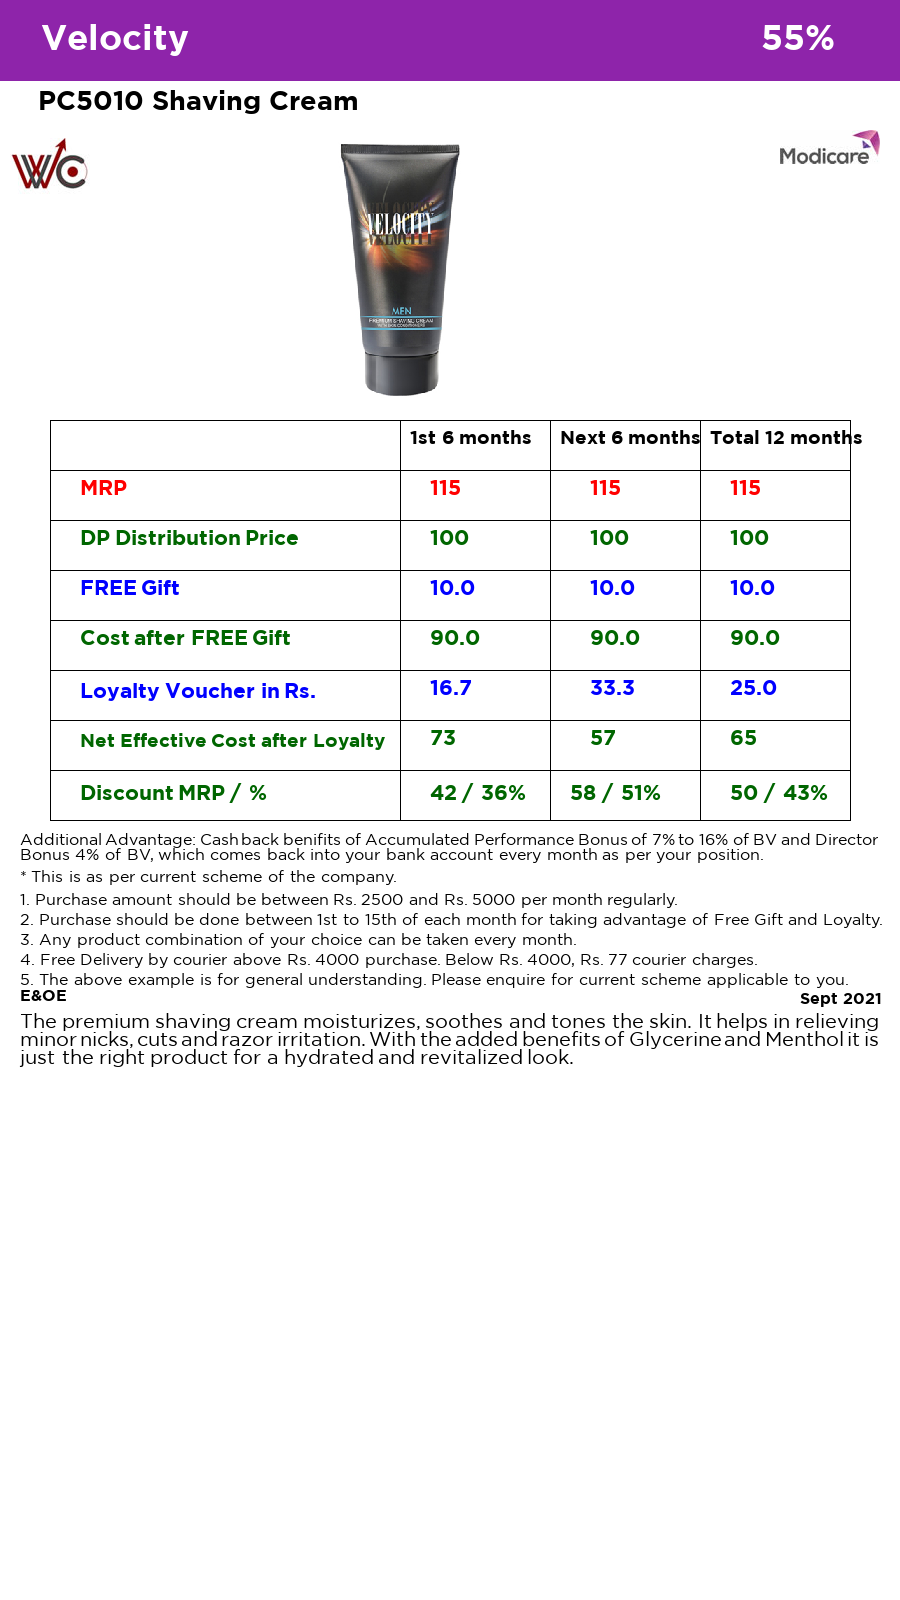 Velocity 55%
PC5010 Shaving Cream
WC
Modicare
VELOCITY
MEN
PREMIUM SHAVING CREAM
WITH SKIN CONDITIONERS
1st 6 months Next 6 months Total 12 months
MRP 115 115 115
DP Distribution Price 100 100 100
FREE Gift 10.0 10.0 10.0
Cost after FREE Gift 90.0 90.0 90.0
Loyalty Voucher in Rs. 16.7 33.3 25.0
Net Effective Cost after Loyalty 73 57 65
Discount MRP / % 42 / 36% 58 / 51% 50 / 43%
Additional Advantage: Cashback benifits of Accumulated Performance Bonus of 7% to 16% of BV and Director
Bonus 4% of BV, which comes back into your bank account every month as per your position.
* This is as per current scheme of the company.
1. Purchase amount should be between Rs. 2500 and Rs. 5000 per month regularly.
2. Purchase should be done between 1st to 15th of each month for taking advantage of Free Gift and Loyalty.
3. Any product combination of your choice can be taken every month.
4. Free Delivery by courier above Rs. 4000 purchase. Below Rs. 4000, Rs. 77 courier charges.
5. The above example is for general understanding. Please enquire for current scheme applicable to you.
E&OE
Sept 2021
The premium shaving cream moisturizes, soothes and tones the skin. It helps in relieving
minor nicks, cuts and razor irritation. With the added benefits of Glycerine and Menthol it is
just the right product for a hydrated and revitalized look.